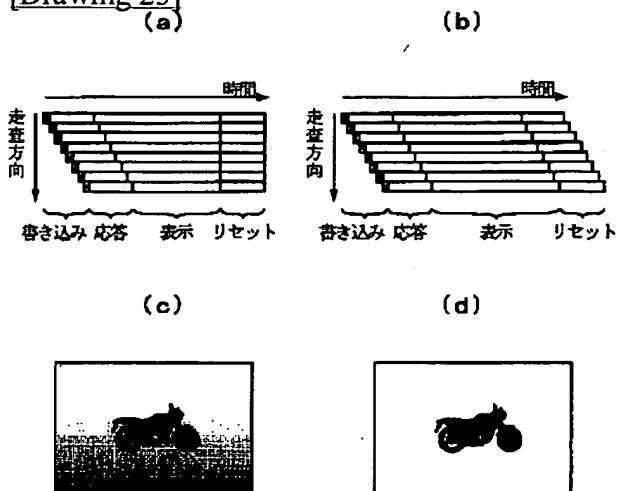 [Drawing 25]
(a)
(b)
時間
時間
走査方向
走査方向
書き込み 応答 表示 リセット
書き込み 応答 表示 リセット
(c)
(d)